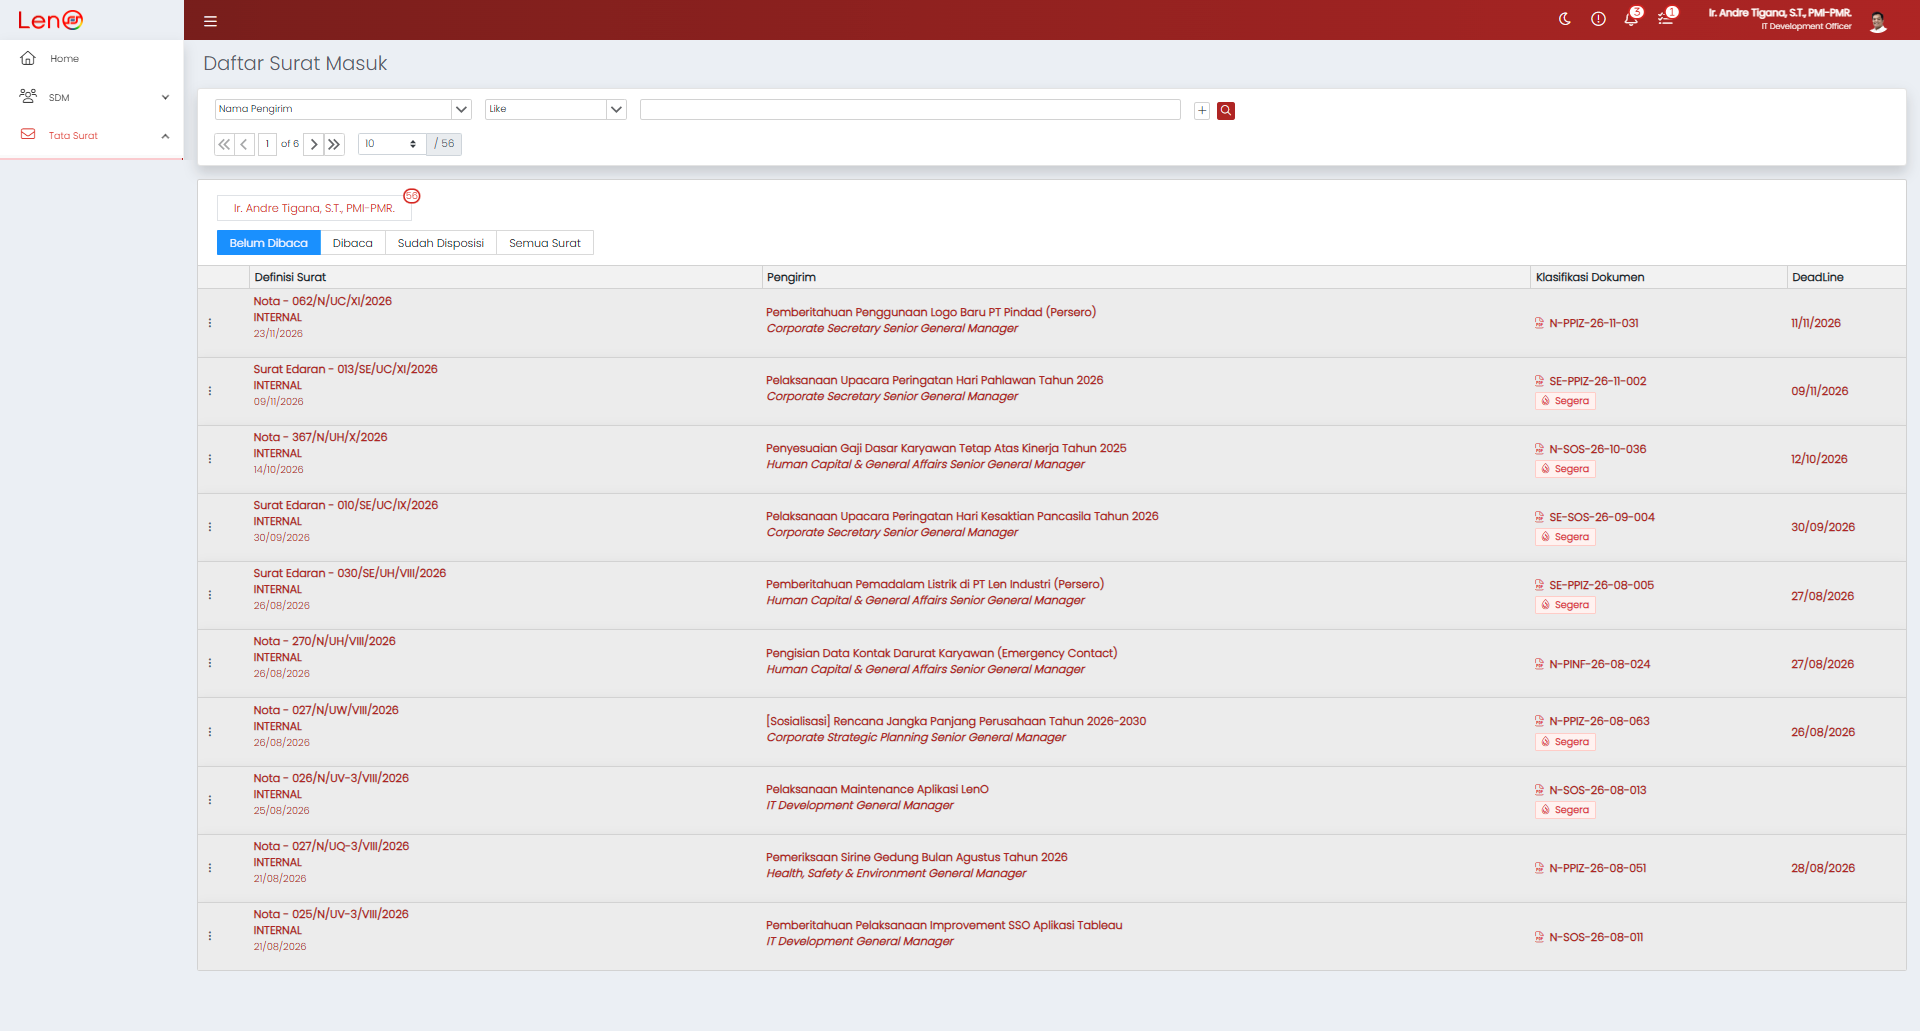 LenO
3
1
Ir. Andre Tigana, S.T., PMI-PMR.
IT Development Officer
Home
SDM
Tata Surat
Daftar Surat Masuk
Nama Pengirim
Like
1 of 6
10
/ 56
Ir. Andre Tigana, S.T., PMI-PMR.
56
Belum Dibaca
Dibaca
Sudah Disposisi
Semua Surat
Definisi Surat
Pengirim
Klasifikasi Dokumen
DeadLine
Nota - 062/N/UC/XI/2026
INTERNAL
23/11/2026
Pemberitahuan Penggunaan Logo Baru PT Pindad (Persero)
Corporate Secretary Senior General Manager
N-PPIZ-26-11-031
11/11/2026
Surat Edaran - 013/SE/UC/XI/2026
INTERNAL
09/11/2026
Pelaksanaan Upacara Peringatan Hari Pahlawan Tahun 2026
Corporate Secretary Senior General Manager
SE-PPIZ-26-11-002
Segera
09/11/2026
Nota - 367/N/UH/X/2026
INTERNAL
14/10/2026
Penyesuaian Gaji Dasar Karyawan Tetap Atas Kinerja Tahun 2025
Human Capital & General Affairs Senior General Manager
N-SOS-26-10-036
Segera
12/10/2026
Surat Edaran - 010/SE/UC/IX/2026
INTERNAL
30/09/2026
Pelaksanaan Upacara Peringatan Hari Kesaktian Pancasila Tahun 2026
Corporate Secretary Senior General Manager
SE-SOS-26-09-004
Segera
30/09/2026
Surat Edaran - 030/SE/UH/VIII/2026
INTERNAL
26/08/2026
Pemberitahuan Pemadalam Listrik di PT Len Industri (Persero)
Human Capital & General Affairs Senior General Manager
SE-PPIZ-26-08-005
Segera
27/08/2026
Nota - 270/N/UH/VIII/2026
INTERNAL
26/08/2026
Pengisian Data Kontak Darurat Karyawan (Emergency Contact)
Human Capital & General Affairs Senior General Manager
N-PINF-26-08-024
27/08/2026
Nota - 027/N/UW/VIII/2026
INTERNAL
26/08/2026
[Sosialisasi] Rencana Jangka Panjang Perusahaan Tahun 2026-2030
Corporate Strategic Planning Senior General Manager
N-PPIZ-26-08-063
Segera
26/08/2026
Nota - 026/N/UV-3/VIII/2026
INTERNAL
25/08/2026
Pelaksanaan Maintenance Aplikasi LenO
IT Development General Manager
N-SOS-26-08-013
Segera
Nota - 027/N/UQ-3/VIII/2026
INTERNAL
21/08/2026
Pemeriksaan Sirine Gedung Bulan Agustus Tahun 2026
Health, Safety & Environment General Manager
N-PPIZ-26-08-051
28/08/2026
Nota - 025/N/UV-3/VIII/2026
INTERNAL
21/08/2026
Pemberitahuan Pelaksanaan Improvement SSO Aplikasi Tableau
IT Development General Manager
N-SOS-26-08-011